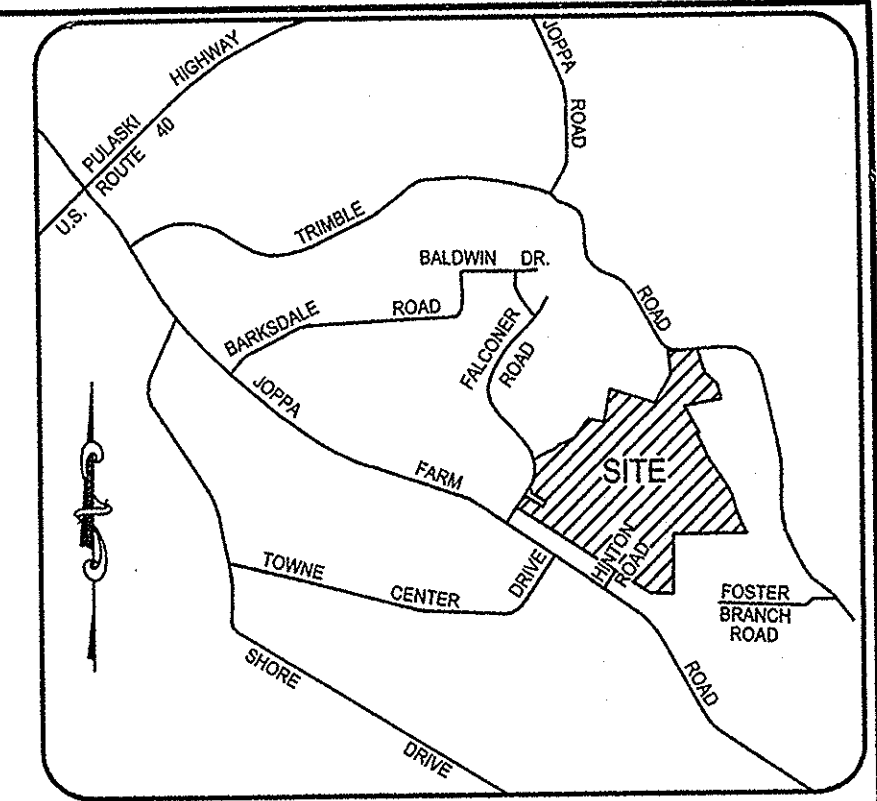 PULASKI HIGHWAY
U.S. ROUTE 40
JOPPA ROAD
TRIMBLE
ROAD
BALDWIN DR.
BARKSDALE ROAD
FALCONER ROAD
JOPPA
FARM
ROAD
SITE
HINTON
ROAD
TOWNE
CENTER
DRIVE
FOSTER
BRANCH
ROAD
SHORE
DRIVE